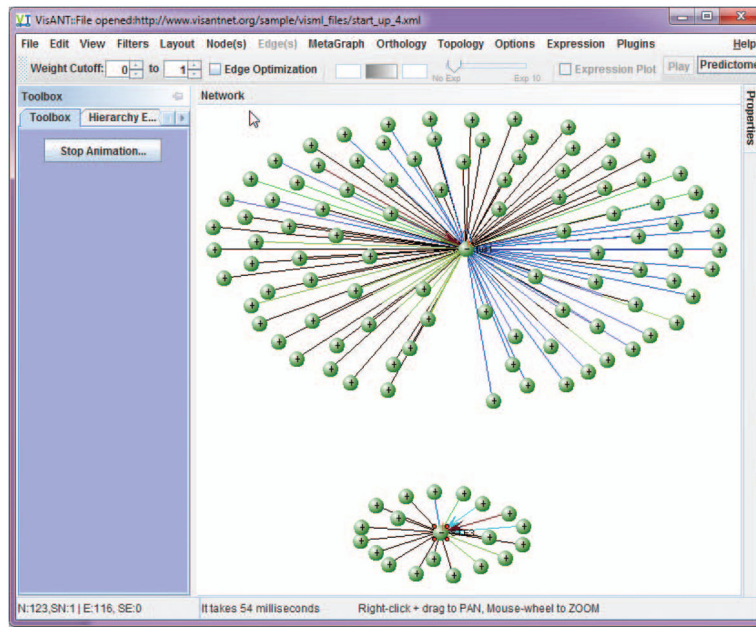 VisANT::File opened:http://www.visantnet.org/sample/visml_files/start_up_4.xml
File Edit View Filters Layout Node(s) Edge(s) MetaGraph Orthology Topology Options Expression Plugins Help
Weight Cutoff: 0 to 1 Edge Optimization No Exp Exp 10 Expression Plot Play Predictome
Toolbox
Network
Toolbox Hierarchy E...
Properties
Stop Animation...
N:123,SN:1 | E:116, SE:0 It takes 54 milliseconds Right-click + drag to PAN, Mouse-wheel to ZOOM